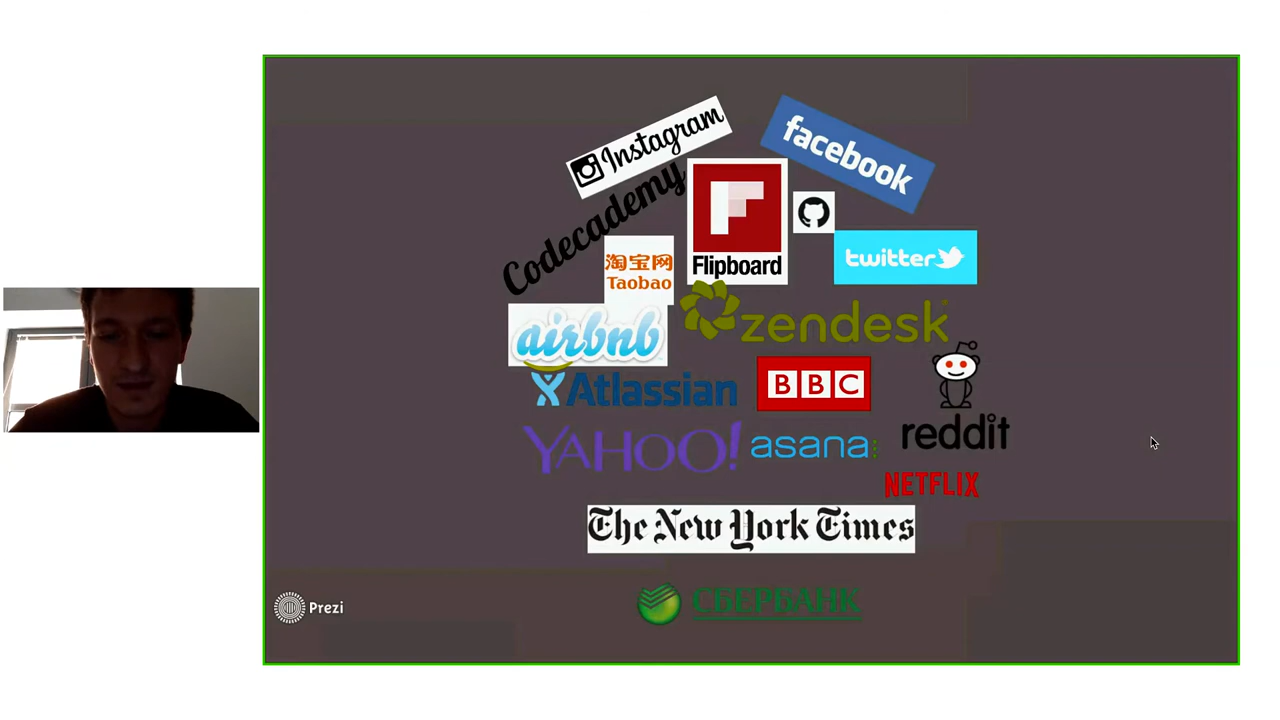 Instagram
facebook
Codecademy
Flipboard
淘宝网
Taobao
twitter
airbnb
zendesk
Atlassian
BBC
reddit
YAHOO!
asana:
NETFLIX
The New York Times
СБЕРБАНК
Prezi